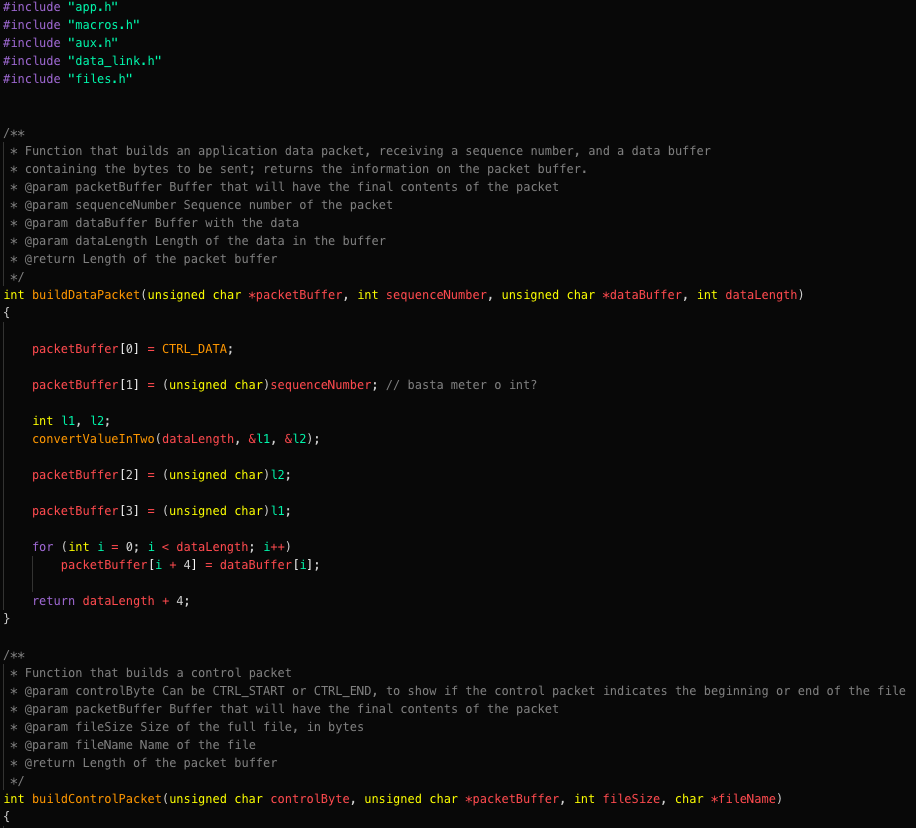 #include "app.h"
#include "macros.h"
#include "aux.h"
#include "data_link.h"
#include "files.h"
/**
 * Function that builds an application data packet, receiving a sequence number, and a data buffer
 * containing the bytes to be sent; returns the information on the packet buffer.
 * @param packetBuffer Buffer that will have the final contents of the packet
 * @param sequenceNumber Sequence number of the packet
 * @param dataBuffer Buffer with the data
 * @param dataLength Length of the data in the buffer
 * @return Length of the packet buffer
 */
int buildDataPacket(unsigned char *packetBuffer, int sequenceNumber, unsigned char *dataBuffer, int dataLength)
{
    packetBuffer[0] = CTRL_DATA;
    packetBuffer[1] = (unsigned char)sequenceNumber; // basta meter o int?
    int l1, l2;
    convertValueInTwo(dataLength, &l1, &l2);
    packetBuffer[2] = (unsigned char)l2;
    packetBuffer[3] = (unsigned char)l1;
    for (int i = 0; i < dataLength; i++)
        packetBuffer[i + 4] = dataBuffer[i];
    return dataLength + 4;
}
/**
 * Function that builds a control packet
 * @param controlByte Can be CTRL_START or CTRL_END, to show if the control packet indicates the beginning or end of the file
 * @param packetBuffer Buffer that will have the final contents of the packet
 * @param fileSize Size of the full file, in bytes
 * @param fileName Name of the file
 * @return Length of the packet buffer
 */
int buildControlPacket(unsigned char controlByte, unsigned char *packetBuffer, int fileSize, char *fileName)
{